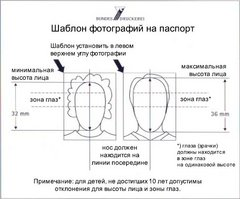 BUNDESDRUCKEREI
Шаблон фотографий на паспорт
Шаблон установить в левом
верхнем углу фотографии
минимальная
высота лица
максимальная
высота лица
зона глаз*
зона глаз*
32 mm
36 mm
нос должен
находиться на
линии посредине
*) глаза (зрачки)
должны находится
в зоне глаз
на одинаковой высоте
Примечание: для детей, не достигших 10 лет допустимы
отклонения для высоты лица и зоны глаз.